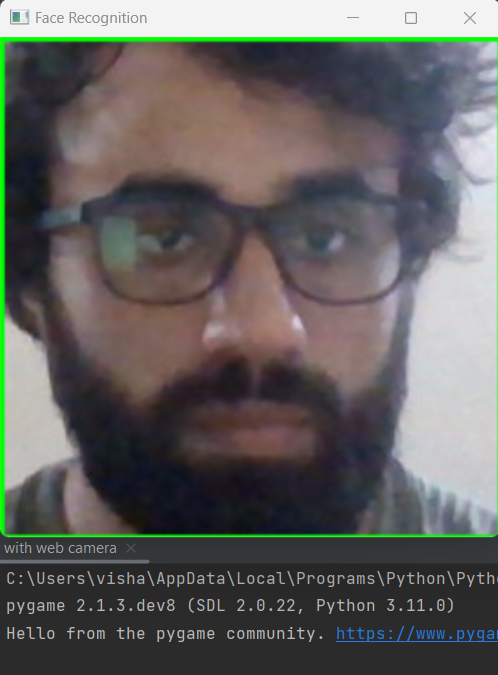 Face Recognition
with web camera
C:\Users\visha\AppData\Local\Programs\Python\Pyth
pygame 2.1.3.dev8 (SDL 2.0.22, Python 3.11.0)
Hello from the pygame community. https://www.pyga